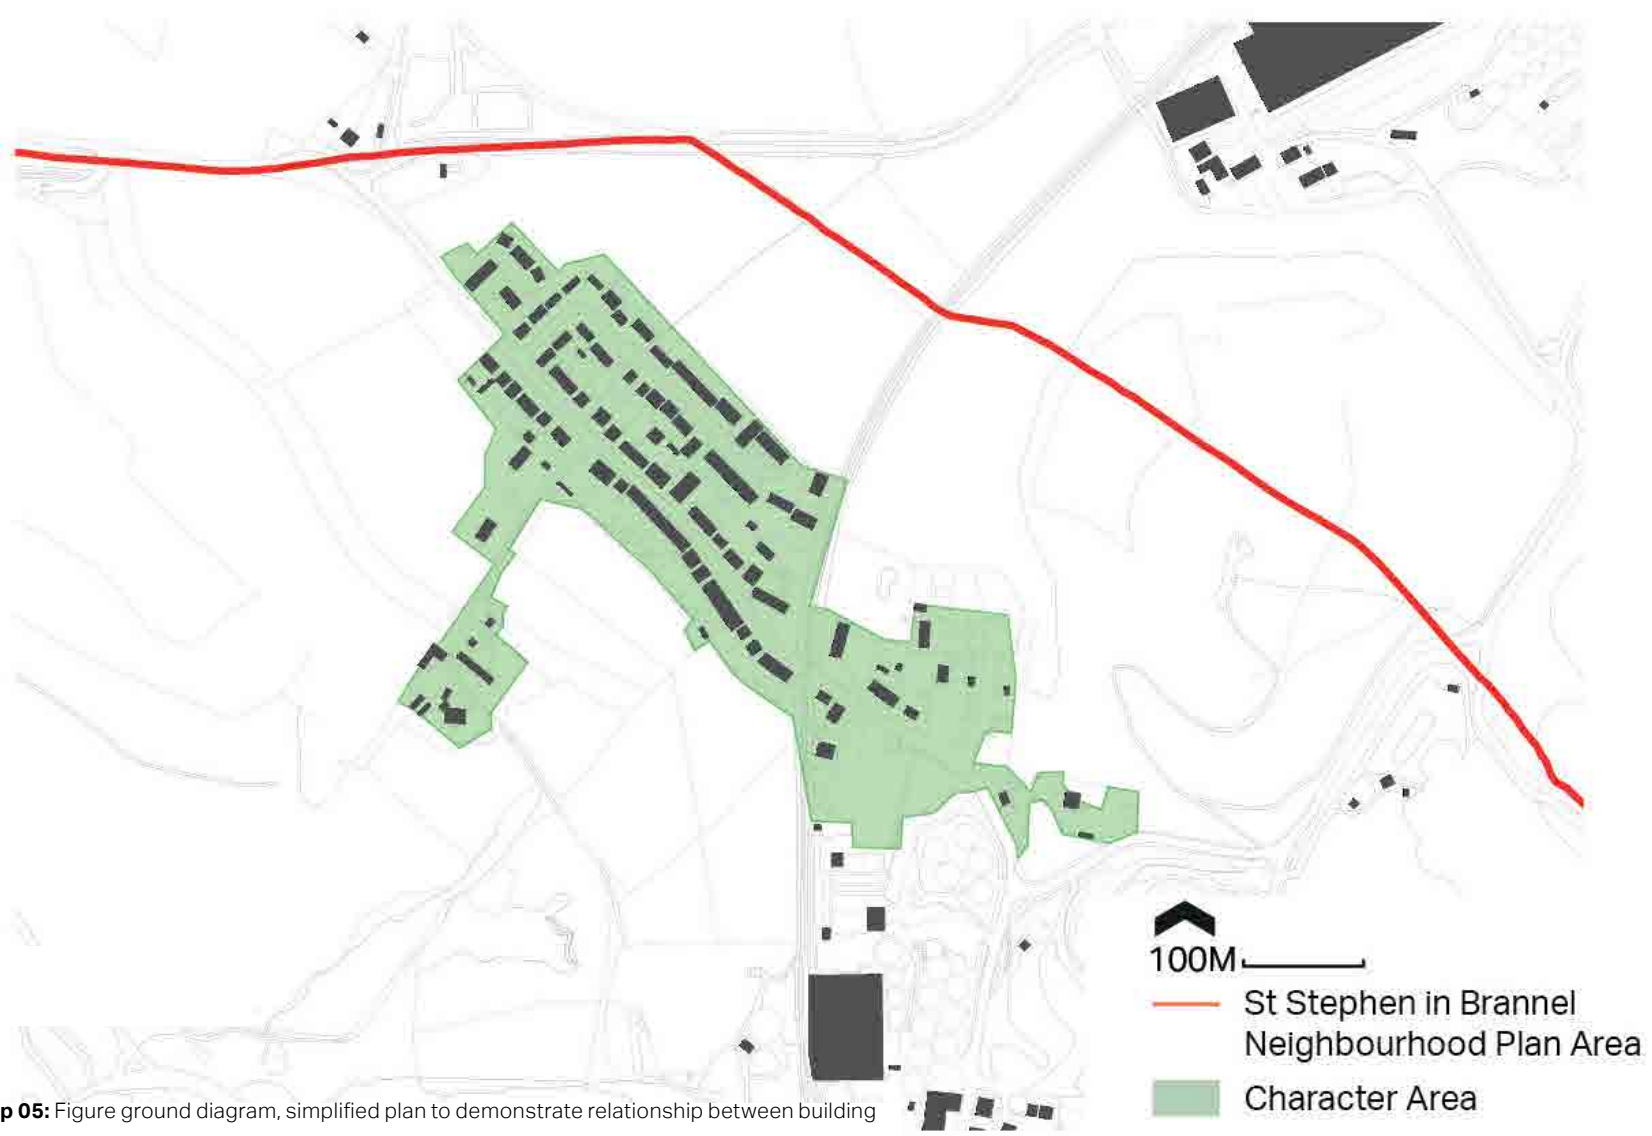 100M
St Stephen in Brannel
Neighbourhood Plan Area
Character Area
p 05: Figure ground diagram, simplified plan to demonstrate relationship between building